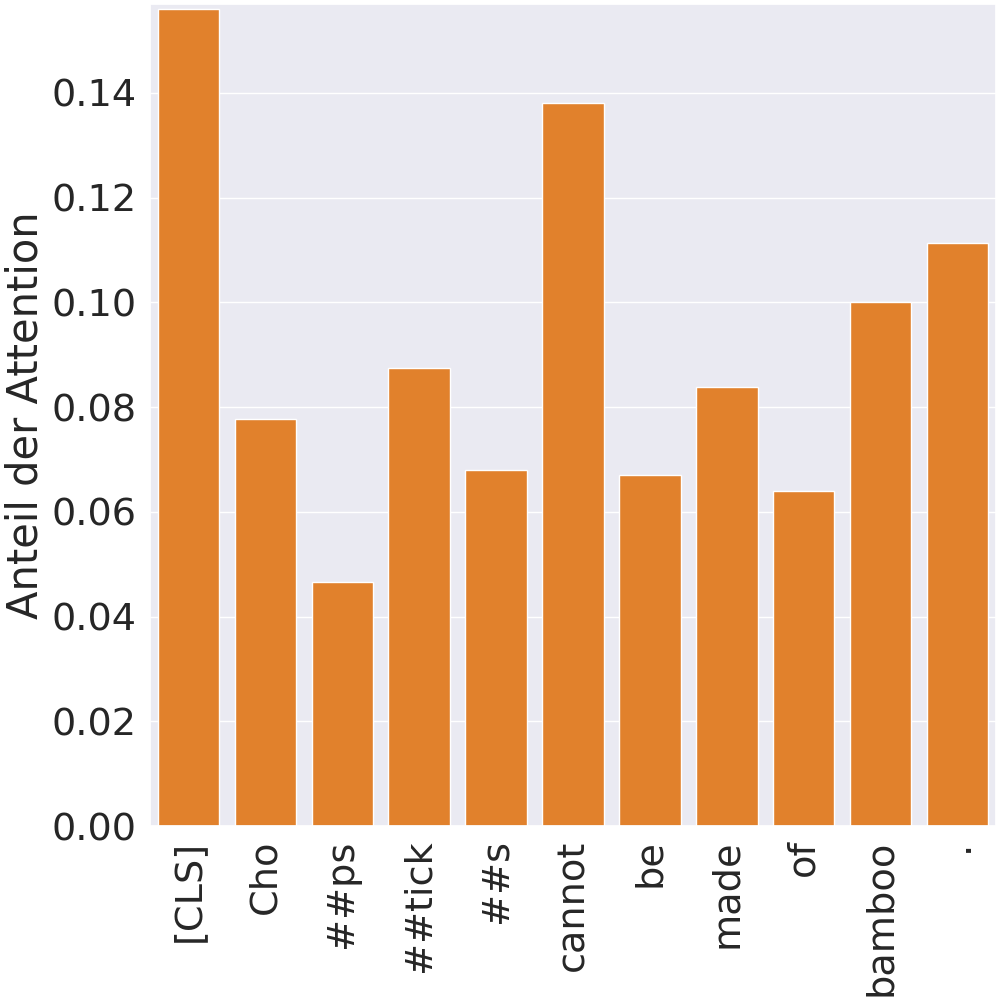 Anteil der Attention
0.14
0.12
0.10
0.08
0.06
0.04
0.02
0.00
[CLS]
Cho
##ps
##tick
##s
cannot
be
made
of
bamboo
.